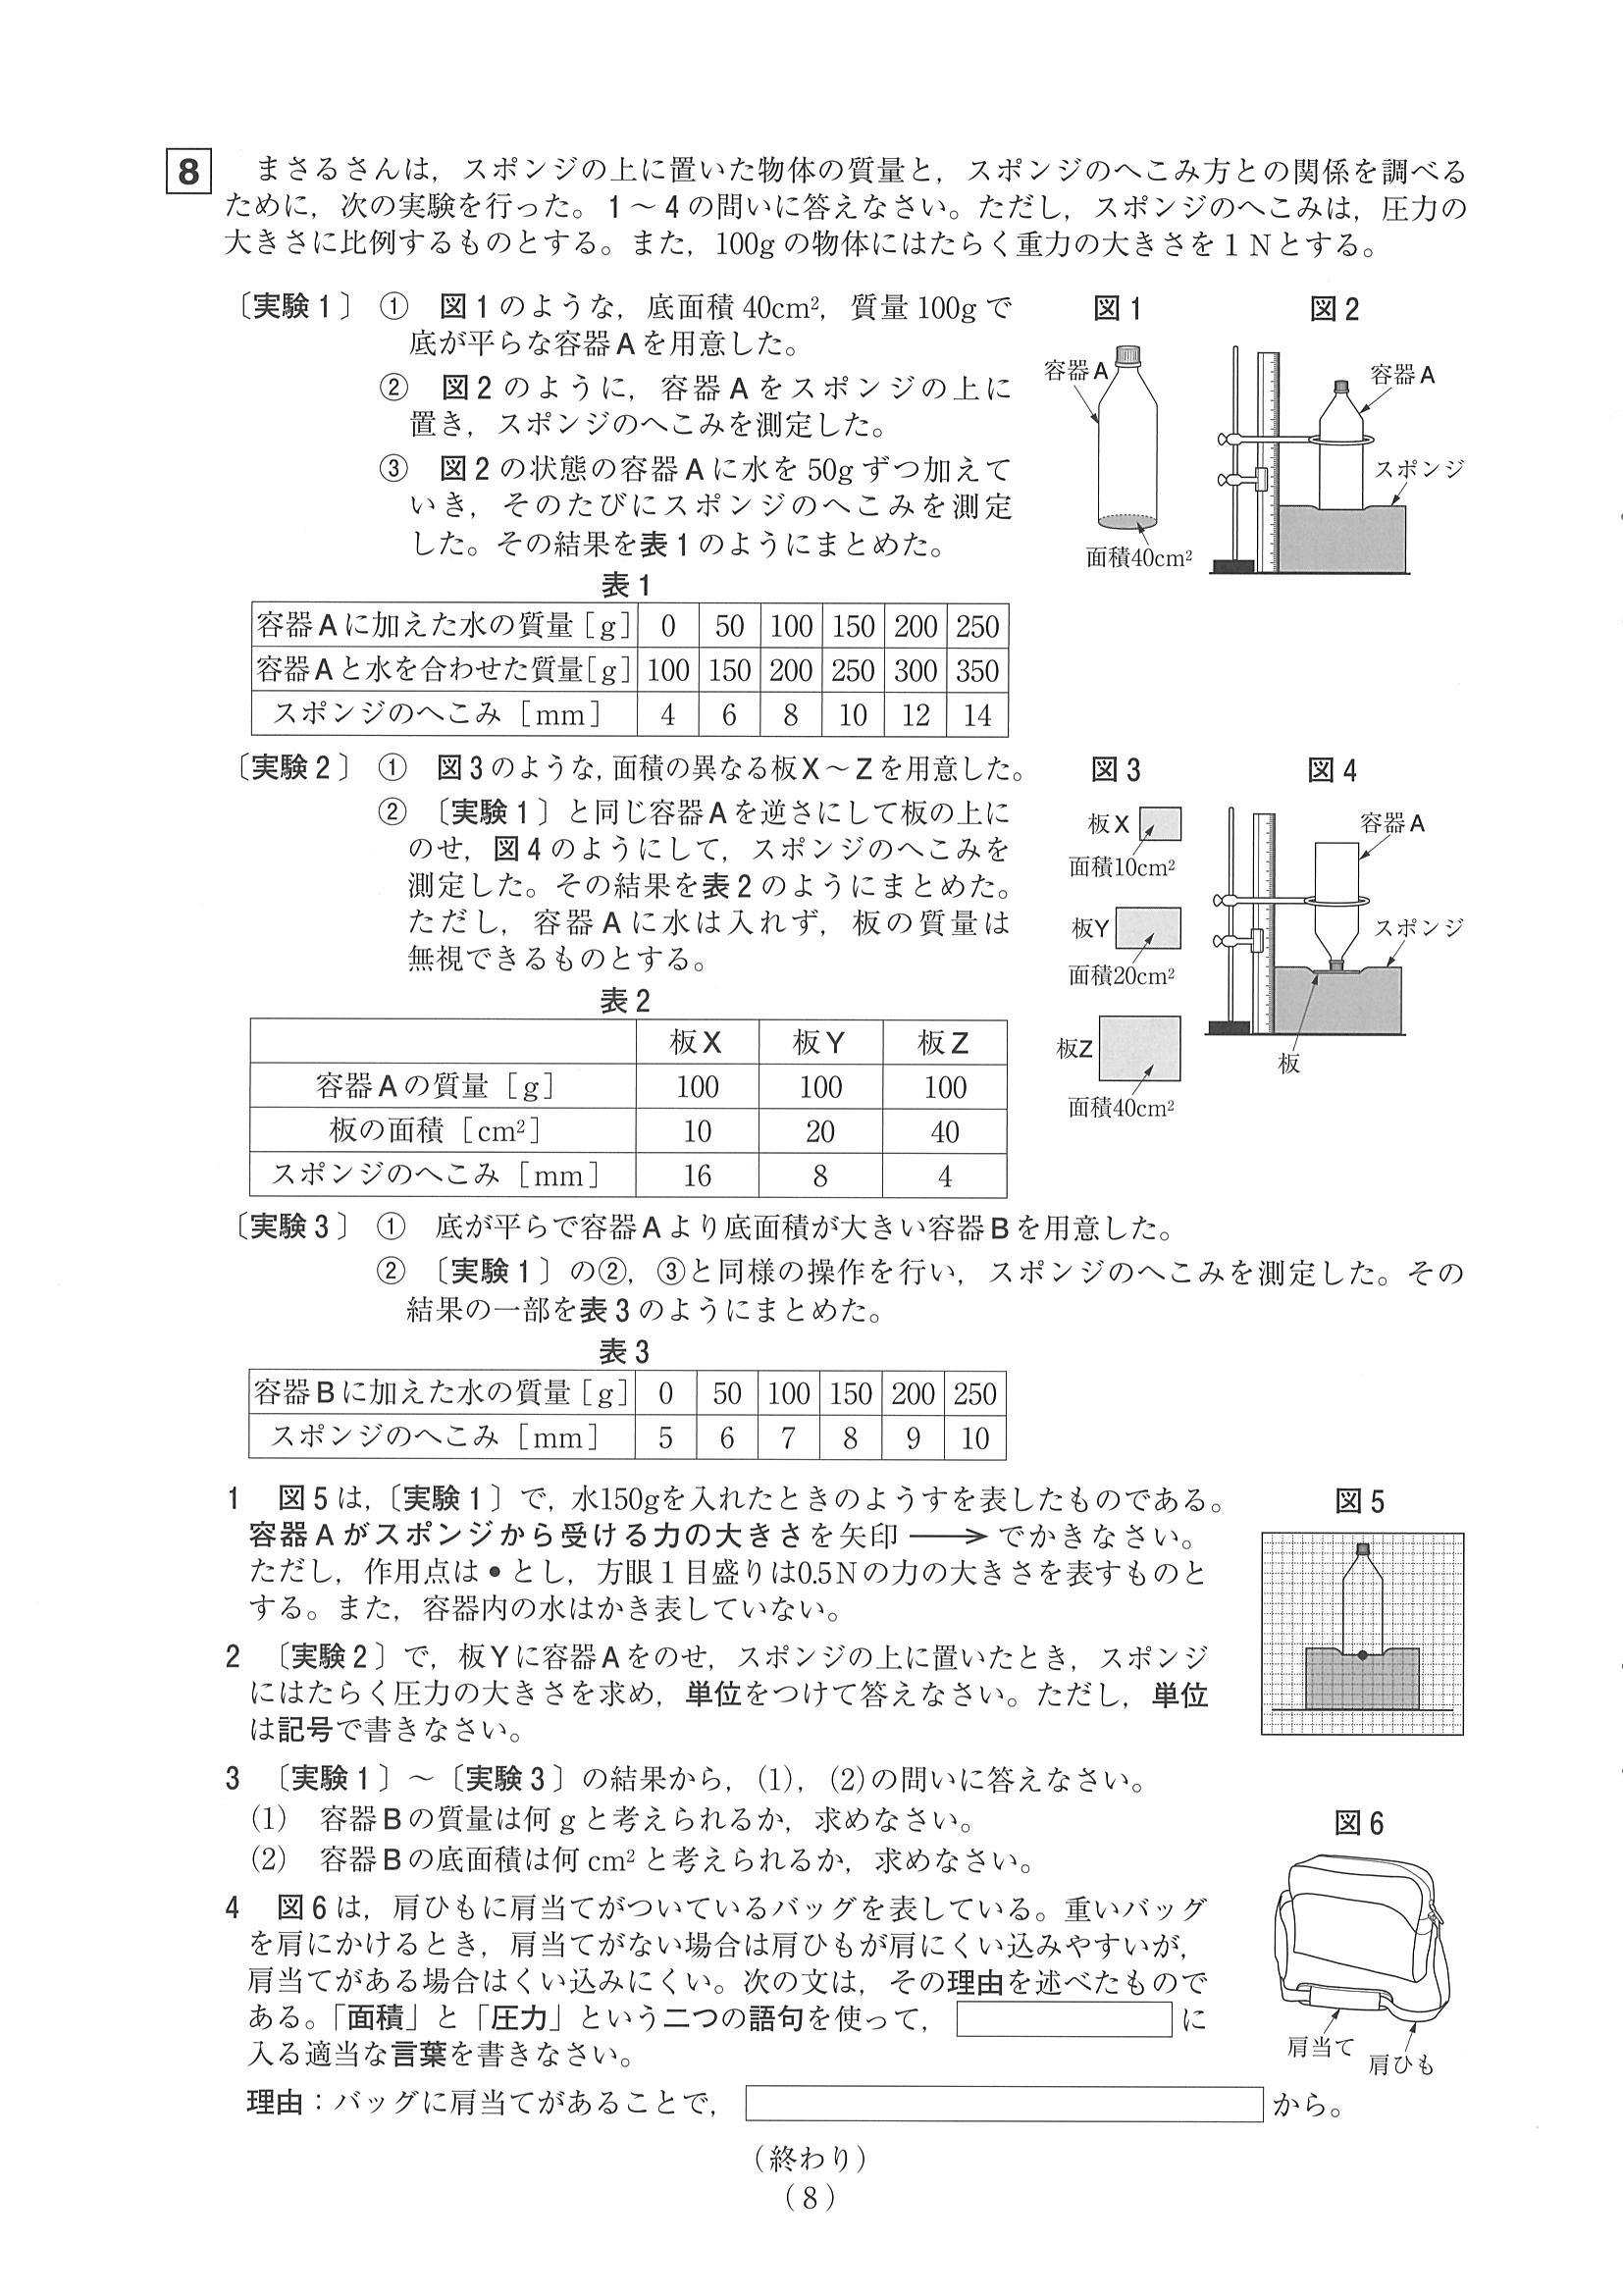 8 まさるさんは，スポンジの上に置いた物体の質量と，スポンジのへこみ方との関係を調べる
ために，次の実験を行った。1～4の問いに答えなさい。ただし，スポンジのへこみは，圧力の
大きさに比例するものとする。また，100gの物体にはたらく重力の大きさを1Nとする。
〔実験1〕 ① 図1のような，底面積40cm²，質量100gで
底が平らな容器Aを用意した。
② 図2のように，容器Aをスポンジの上に
置き，スポンジのへこみを測定した。
③ 図2の状態の容器Aに水を50gずつ加えて
いき，そのたびにスポンジのへこみを測定
した。その結果を表1のようにまとめた。
図1
容器A
面積40cm²
図2
容器A
スポンジ
表1
容器Aに加えた水の質量［g］ 0 50 100 150 200 250
容器Aと水を合わせた質量［g］ 100 150 200 250 300 350
スポンジのへこみ［mm］ 4 6 8 10 12 14
〔実験2〕 ① 図3のような，面積の異なる板X～Zを用意した。
② 〔実験1〕と同じ容器Aを逆さにして板の上に
のせ，図4のようにして，スポンジのへこみを
測定した。その結果を表2のようにまとめた。
ただし，容器Aに水は入れず，板の質量は
無視できるものとする。
図3
板X
面積10cm²
板Y
面積20cm²
板Z
面積40cm²
図4
容器A
スポンジ
板
表2
板X 板Y 板Z
容器Aの質量［g］ 100 100 100
板の面積［cm²］ 10 20 40
スポンジのへこみ［mm］ 16 8 4
〔実験3〕 ① 底が平らで容器Aより底面積が大きい容器Bを用意した。
② 〔実験1〕の②，③と同様の操作を行い，スポンジのへこみを測定した。その
結果の一部を表3のようにまとめた。
表3
容器Bに加えた水の質量［g］ 0 50 100 150 200 250
スポンジのへこみ［mm］ 5 6 7 8 9 10
1 図5は，〔実験1〕で，水150gを入れたときのようすを表したものである。
容器Aがスポンジから受ける力の大きさを矢印 ⟶ でかきなさい。
ただし，作用点は●とし，方眼1目盛りは0.5Nの力の大きさを表すものと
する。また，容器内の水はかき表していない。
図5
2 〔実験2〕で，板Yに容器Aをのせ，スポンジの上に置いたとき，スポンジ
にはたらく圧力の大きさを求め，単位をつけて答えなさい。ただし，単位
は記号で書きなさい。
3 〔実験1〕～〔実験3〕の結果から，(1)，(2)の問いに答えなさい。
(1) 容器Bの質量は何gと考えられるか，求めなさい。
(2) 容器Bの底面積は何cm²と考えられるか，求めなさい。
4 図6は，肩ひもに肩当てがついているバッグを表している。重いバッグ
を肩にかけるとき，肩当てがない場合は肩ひもが肩にくい込みやすいが，
肩当てがある場合はくい込みにくい。次の文は，その理由を述べたもので
ある。「面積」と「圧力」という二つの語句を使って， に
入る適当な言葉を書きなさい。
図6
肩当て
肩ひも
理由：バッグに肩当てがあることで， から。
（終わり）
（8）